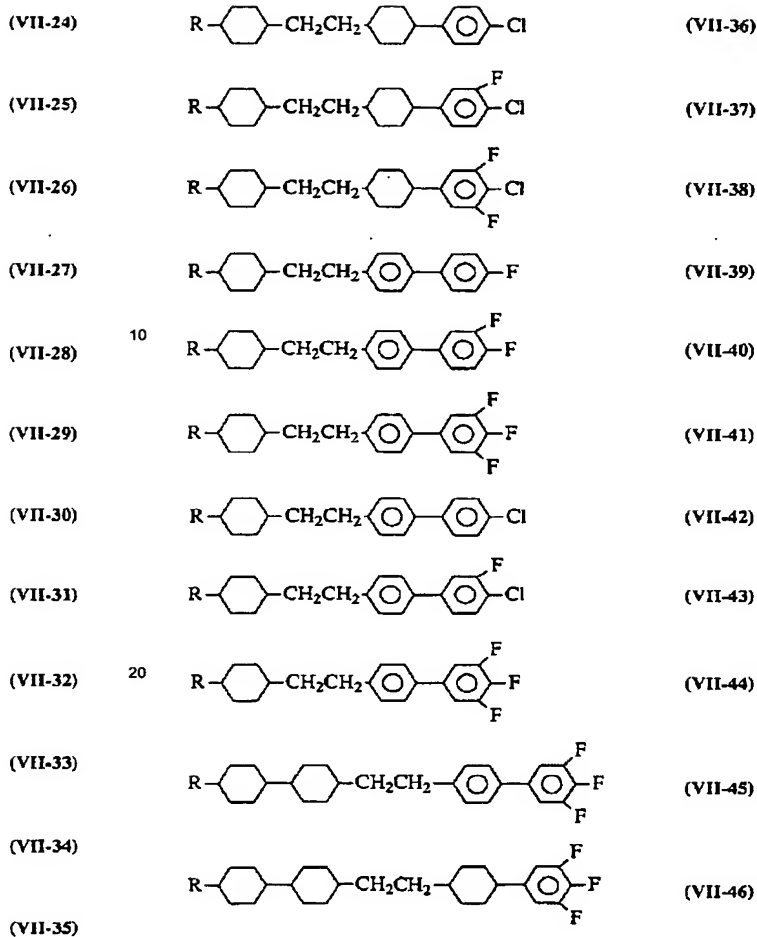 (VII-24) R CH₂CH₂ Cl (VII-36)
F
(VII-25) R CH₂CH₂ Cl (VII-37)
F
(VII-26) R CH₂CH₂ Cl (VII-38)
F
(VII-27) R CH₂CH₂ F (VII-39)
10 F
(VII-28) R CH₂CH₂ F (VII-40)
F
(VII-29) R CH₂CH₂ F (VII-41)
F
(VII-30) R CH₂CH₂ Cl (VII-42)
F
(VII-31) R CH₂CH₂ Cl (VII-43)
F
(VII-32) 20 R CH₂CH₂ F (VII-44)
F
(VII-33) F
R CH₂CH₂ F (VII-45)
F
(VII-34) F
R CH₂CH₂ F (VII-46)
F
(VII-35)